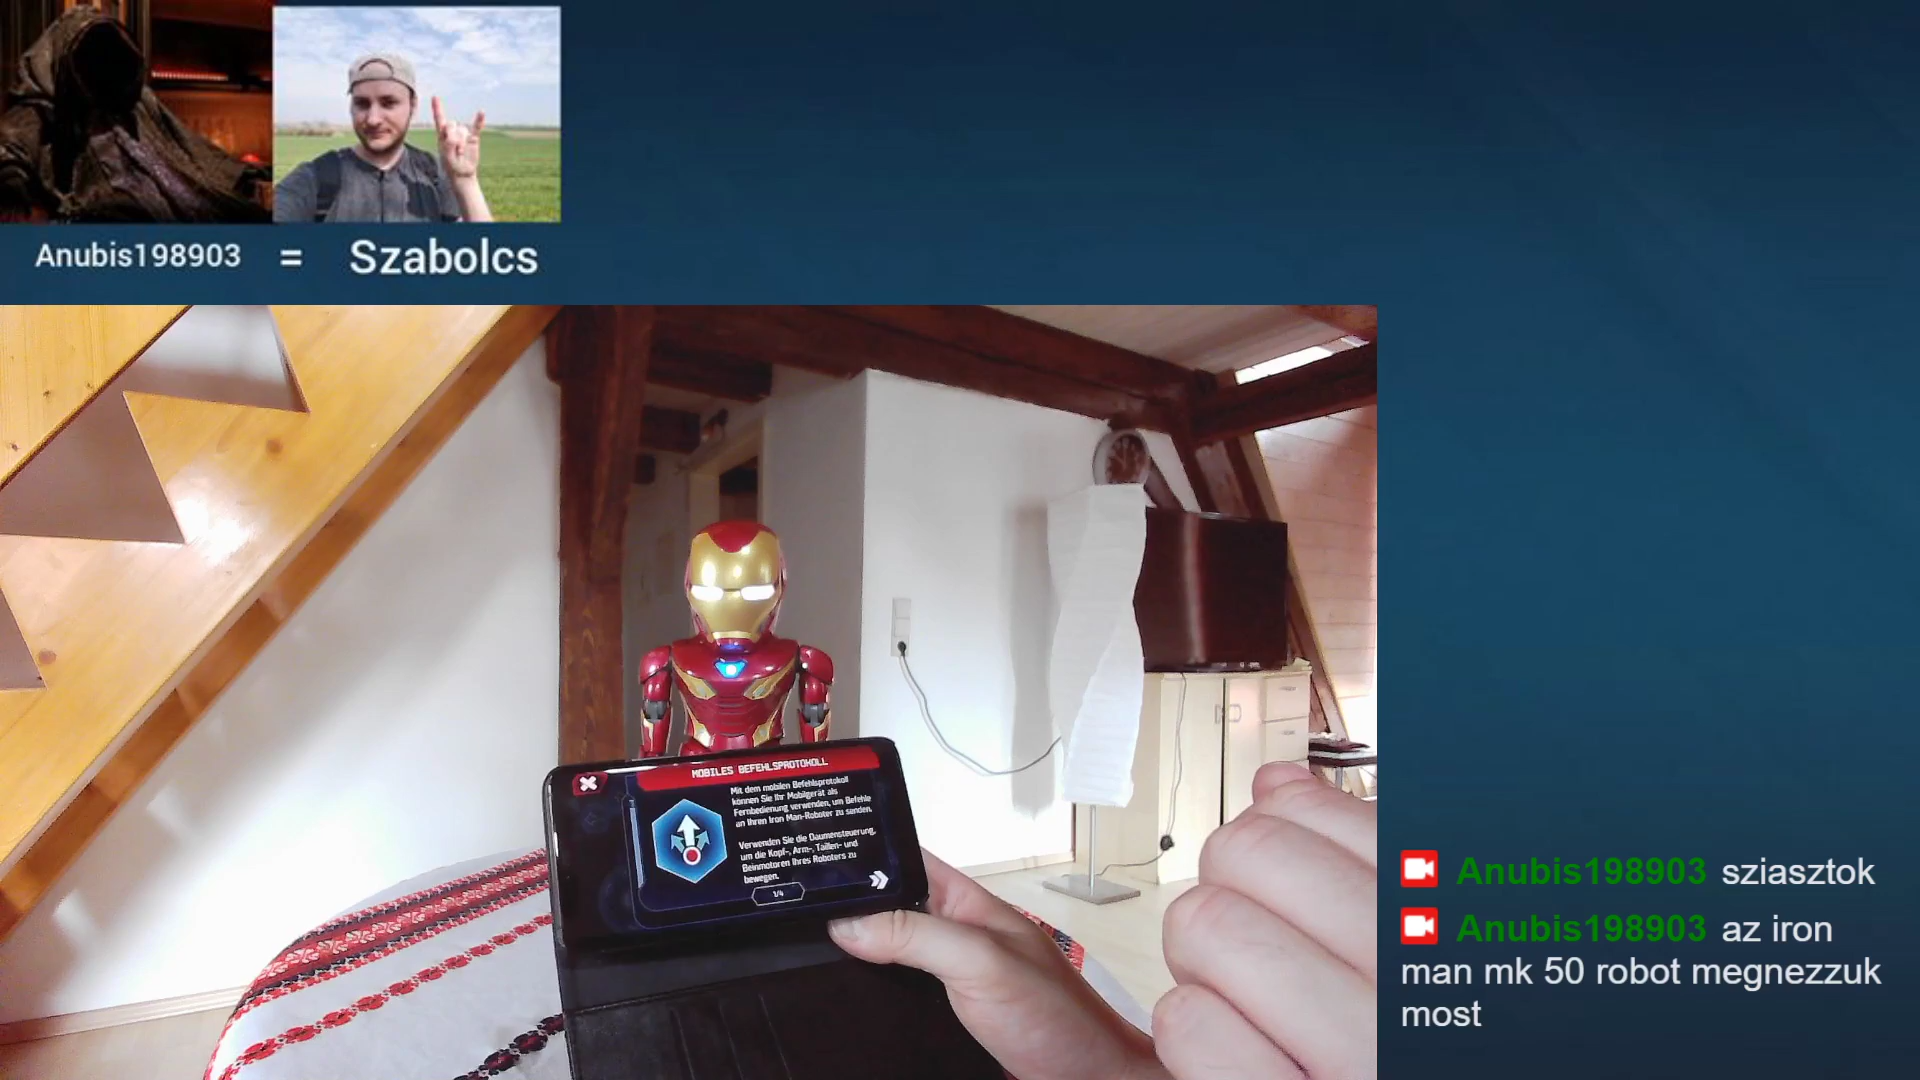 Anubis198903 = Szabolcs
MOBILES BEFEHLSPROTOKOLL
Mit dem mobilen Befehlsprotokoll
können Sie Ihr Mobilgerät als
Fernbedienung verwenden, um Befehle
an Ihren Iron Man-Roboter zu senden.
Verwenden Sie die Daumensteuerung,
um die Kopf-, Arm-, Taillen- und
Beinmotoren Ihres Roboters zu
bewegen.
1/4
Anubis198903 sziasztok
Anubis198903 az iron
man mk 50 robot megnezzuk
most